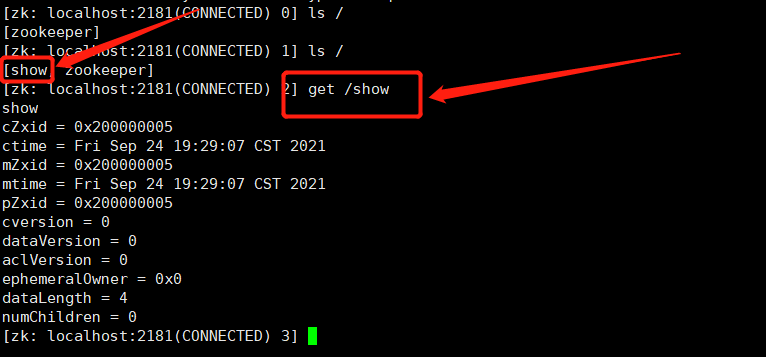 [zk: localhost:2181(CONNECTED) 0] ls /
[zookeeper]
[zk: localhost:2181(CONNECTED) 1] ls /
[show, zookeeper]
[zk: localhost:2181(CONNECTED) 2] get /show
show
cZxid = 0x200000005
ctime = Fri Sep 24 19:29:07 CST 2021
mZxid = 0x200000005
mtime = Fri Sep 24 19:29:07 CST 2021
pZxid = 0x200000005
cversion = 0
dataVersion = 0
aclVersion = 0
ephemeralOwner = 0x0
dataLength = 4
numChildren = 0
[zk: localhost:2181(CONNECTED) 3]